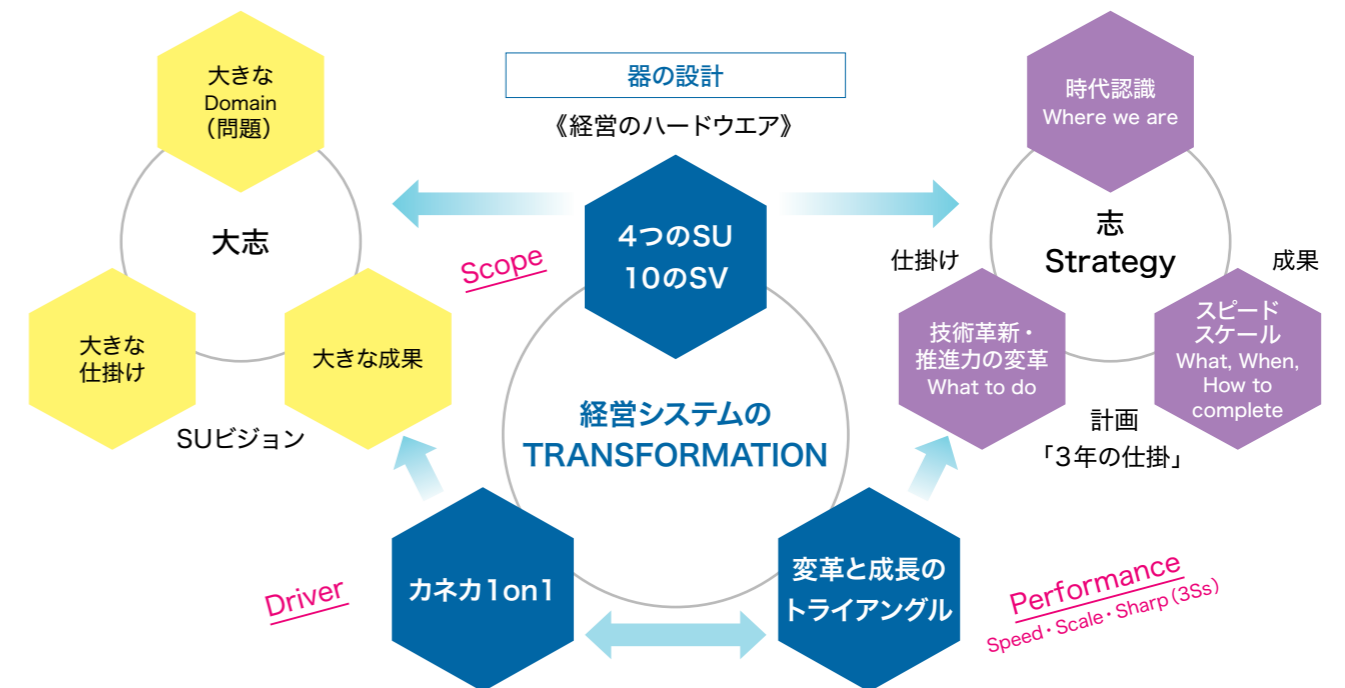 器の設計
《経営のハードウエア》
大きな
Domain
（問題）
大志
大きな
仕掛け
大きな成果
SUビジョン
Scope
4つのSU
10のSV
経営システムの
TRANSFORMATION
Driver
カネカ1on1
変革と成長の
トライアングル
Performance
Speed・Scale・Sharp（3Ss）
時代認識
Where we are
志
Strategy
仕掛け
成果
技術革新・
推進力の変革
What to do
スピード
スケール
What, When,
How to
complete
計画
「3年の仕掛」